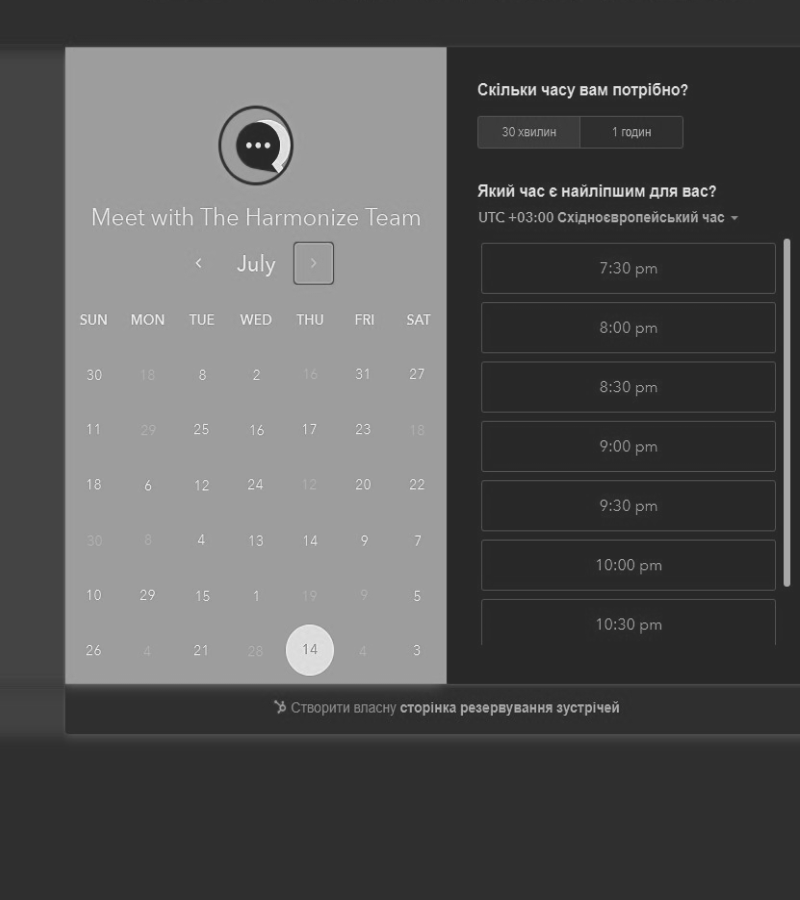 Meet with The Harmonize Team
July
SUN MON TUE WED THU FRI SAT
30 18 8 2 16 31 27
11 29 25 16 17 23 18
18 6 12 24 12 20 22
30 8 4 13 14 9 7
10 29 15 1 19 9 5
26 4 21 28 14 4 3
Скільки часу вам потрібно?
30 хвилин 1 годин
Який час є найліпшим для вас?
UTC +03:00 Східноєвропейський час
7:30 pm
8:00 pm
8:30 pm
9:00 pm
9:30 pm
10:00 pm
10:30 pm
Створити власну сторінка резервування зустрічей